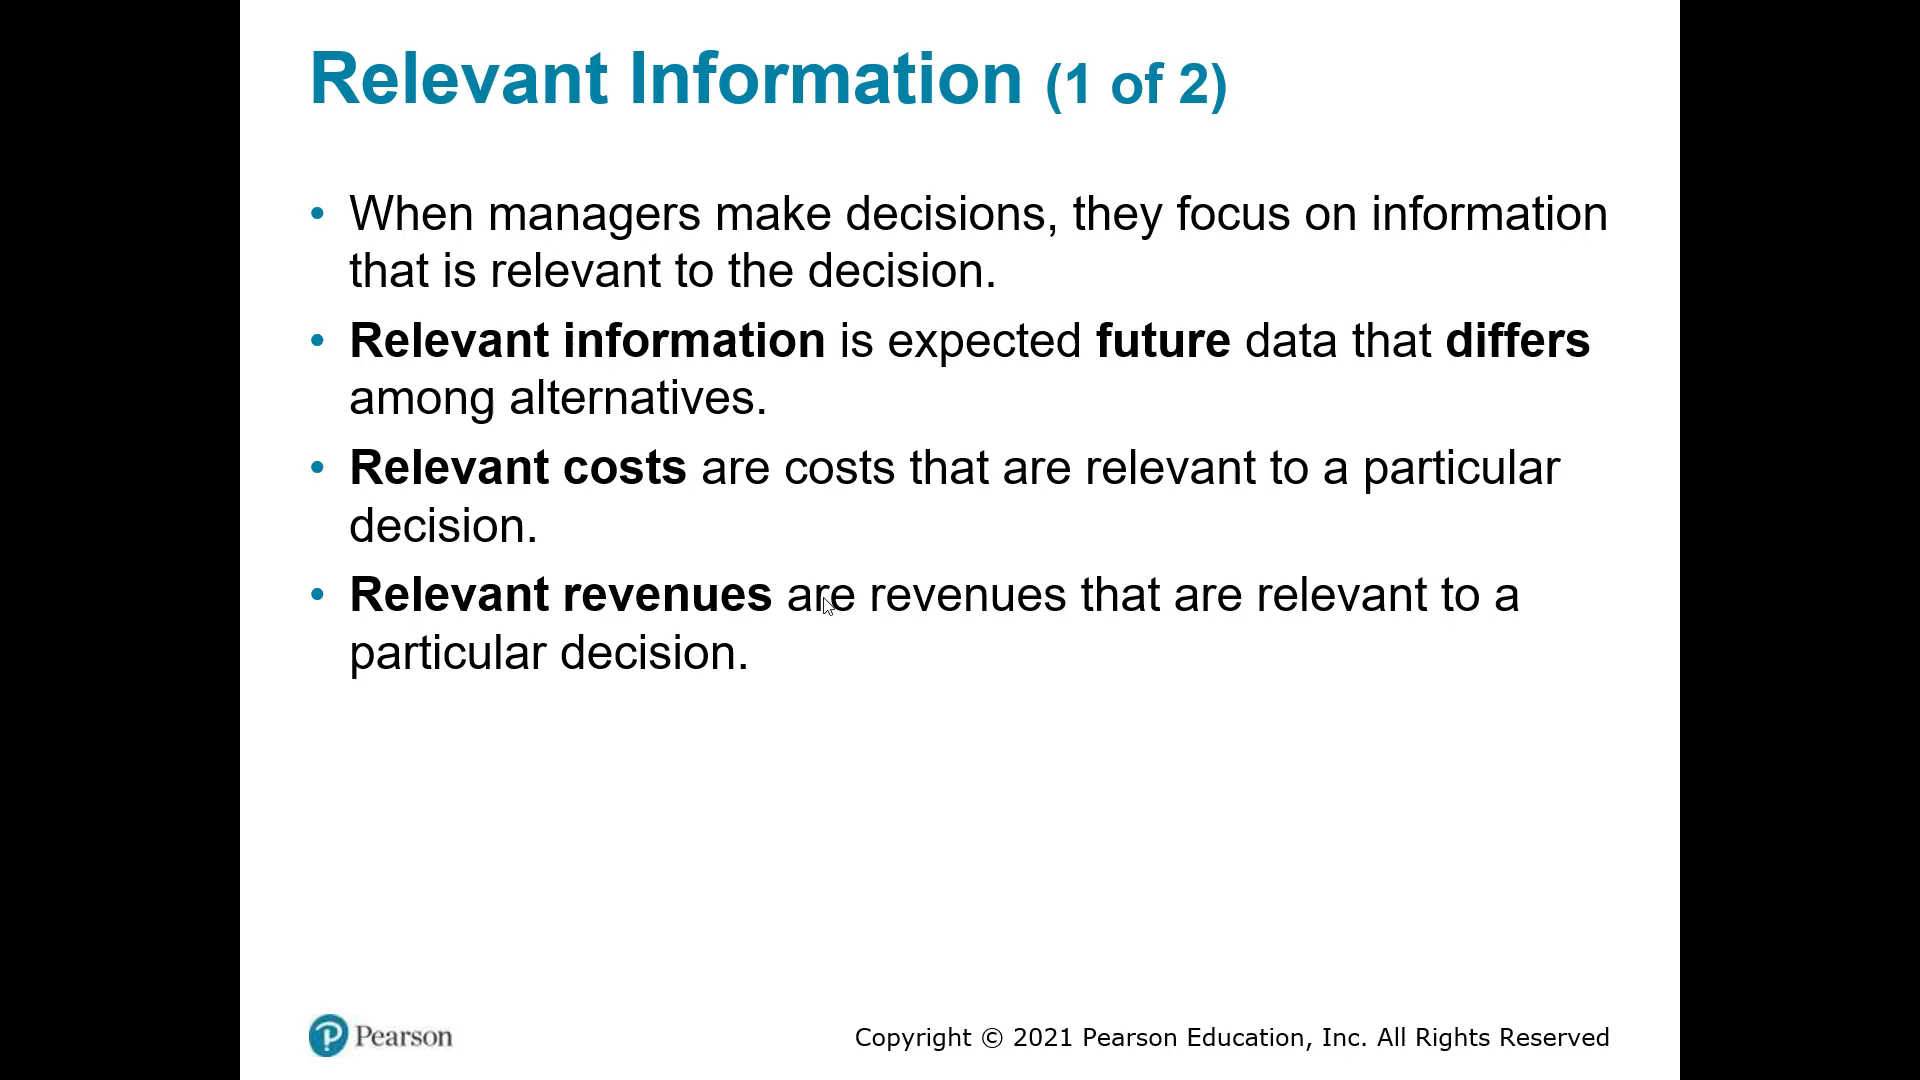 Relevant Information (1 of 2)
• When managers make decisions, they focus on information
that is relevant to the decision.
• Relevant information is expected future data that differs
among alternatives.
• Relevant costs are costs that are relevant to a particular
decision.
• Relevant revenues are revenues that are relevant to a
particular decision.
Pearson
Copyright © 2021 Pearson Education, Inc. All Rights Reserved